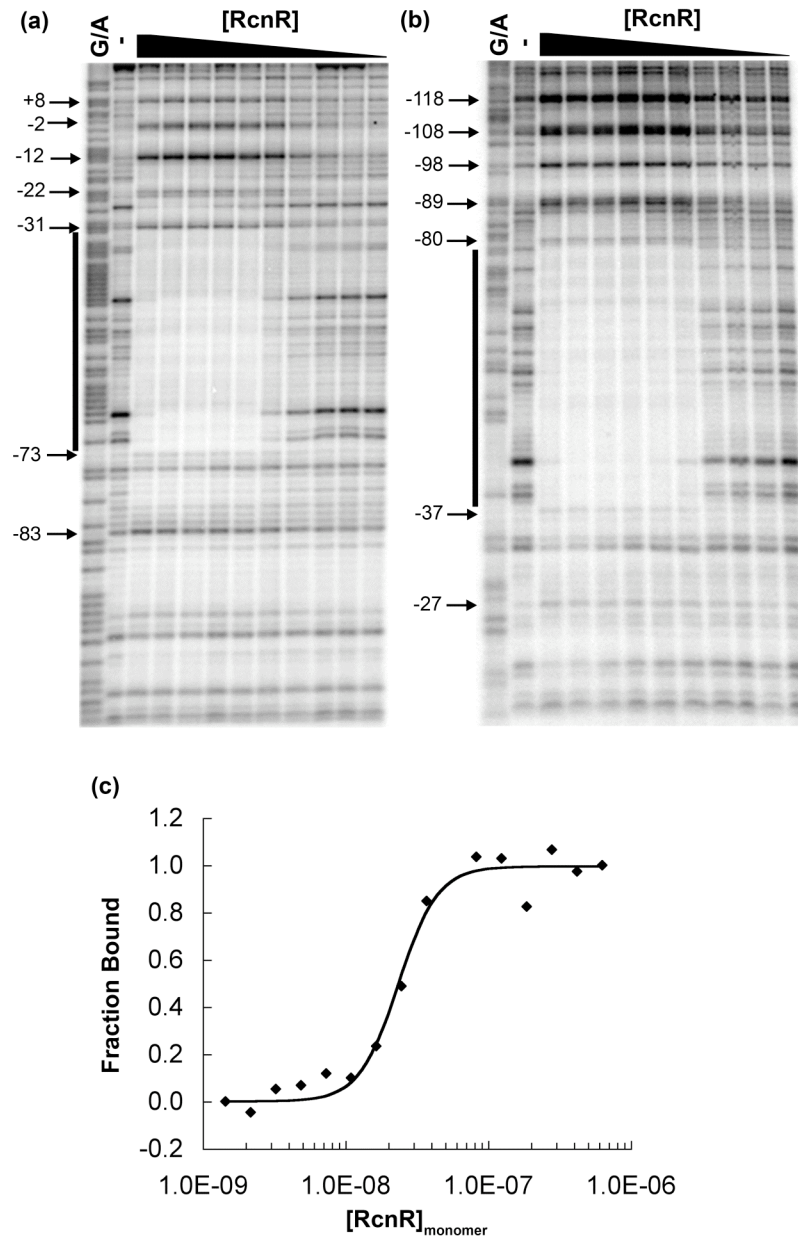 (a)
G/A
-
[RcnR]
+8
-2
-12
-22
-31
-73
-83
(b)
G/A
-
[RcnR]
-118
-108
-98
-89
-80
-37
-27
(c)
Fraction Bound
1.2
1.0
0.8
0.6
0.4
0.2
0.0
-0.2
1.0E-09 1.0E-08 1.0E-07 1.0E-06
[RcnR]monomer